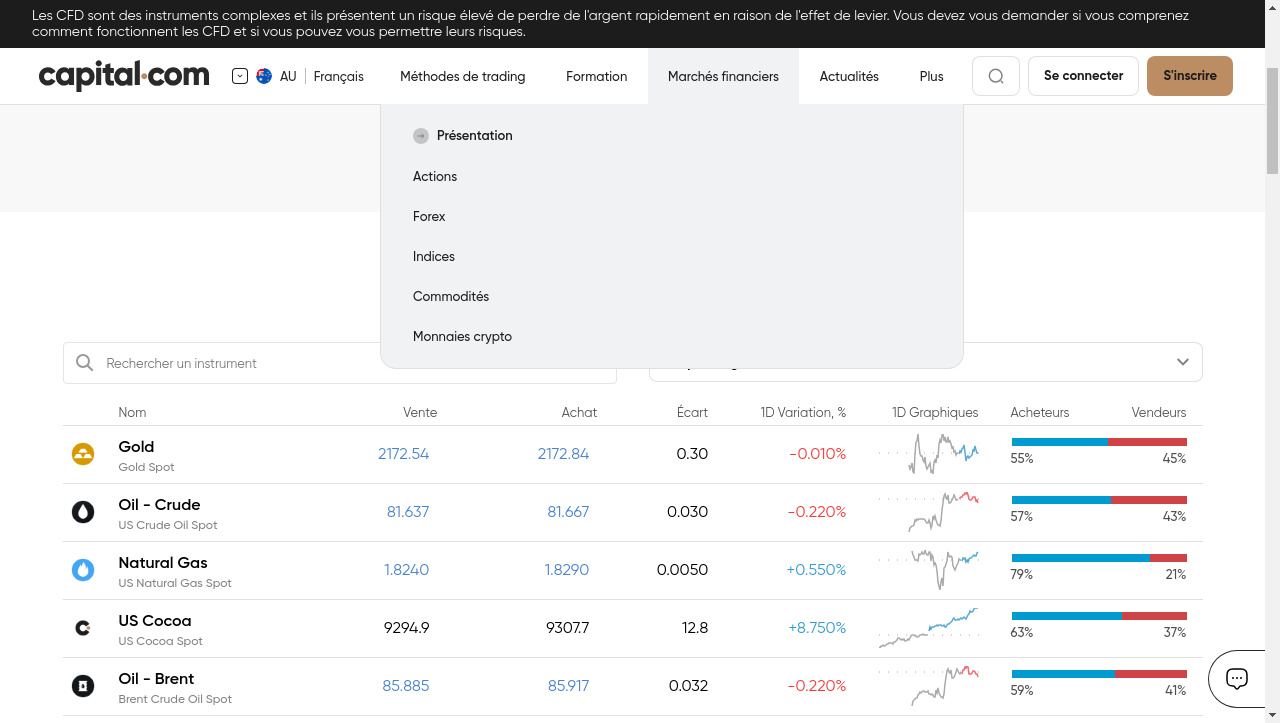 Les CFD sont des instruments complexes et ils présentent un risque élevé de perdre de l'argent rapidement en raison de l'effet de levier. Vous devez vous demander si vous comprenez
comment fonctionnent les CFD et si vous pouvez vous permettre leurs risques.
capital.com AU Français Méthodes de trading Formation Marchés financiers Actualités Plus Se connecter S'inscrire
Présentation
Actions
Forex
Indices
Commodités
Monnaies crypto
Rechercher un instrument
Nom Vente Achat Écart 1D Variation, % 1D Graphiques Acheteurs Vendeurs
Gold 2172.54 2172.84 0.30 -0.010%
Gold Spot 55% 45%
Oil - Crude 81.637 81.667 0.030 -0.220%
US Crude Oil Spot 57% 43%
Natural Gas 1.8240 1.8290 0.0050 +0.550%
US Natural Gas Spot 79% 21%
US Cocoa 9294.9 9307.7 12.8 +8.750%
US Cocoa Spot 63% 37%
Oil - Brent 85.885 85.917 0.032 -0.220%
Brent Crude Oil Spot 59% 41%